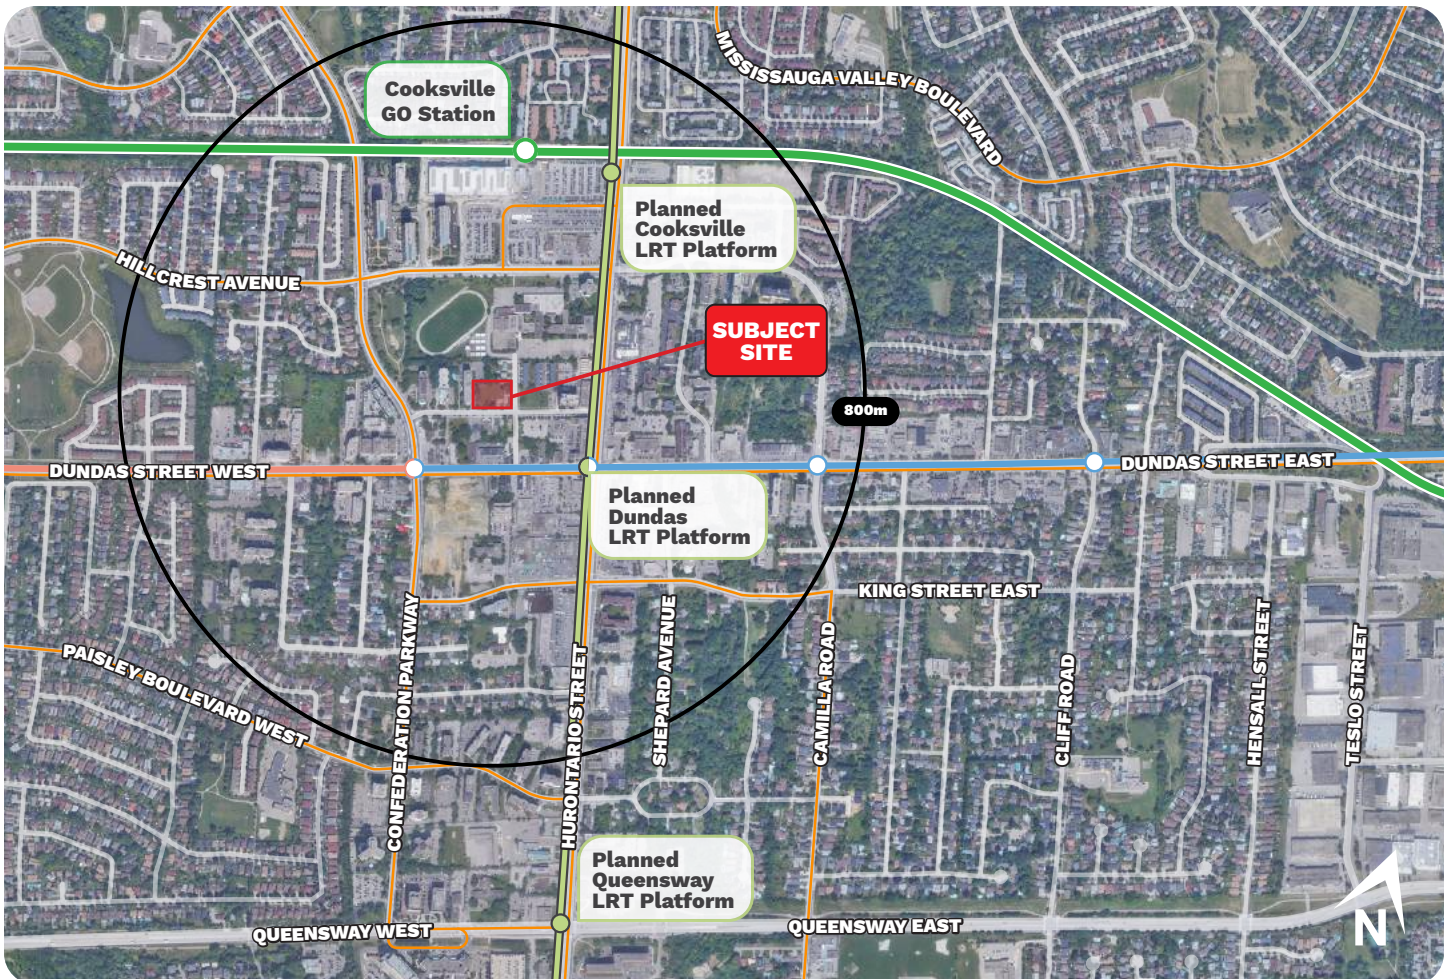 MISSISSAUGA VALLEY BOULEVARD
Cooksville
GO Station
Planned
Cooksville
LRT Platform
HILLCREST AVENUE
SUBJECT
SITE
800m
DUNDAS STREET WEST
DUNDAS STREET EAST
Planned
Dundas
LRT Platform
KING STREET EAST
PAISLEY BOULEVARD WEST
CONFEDERATION PARKWAY
HURONTARIO STREET
SHEPARD AVENUE
CAMILLA ROAD
CLIFF ROAD
HENSALL STREET
TESLO STREET
Planned
Queensway
LRT Platform
QUEENSWAY WEST
QUEENSWAY EAST
N